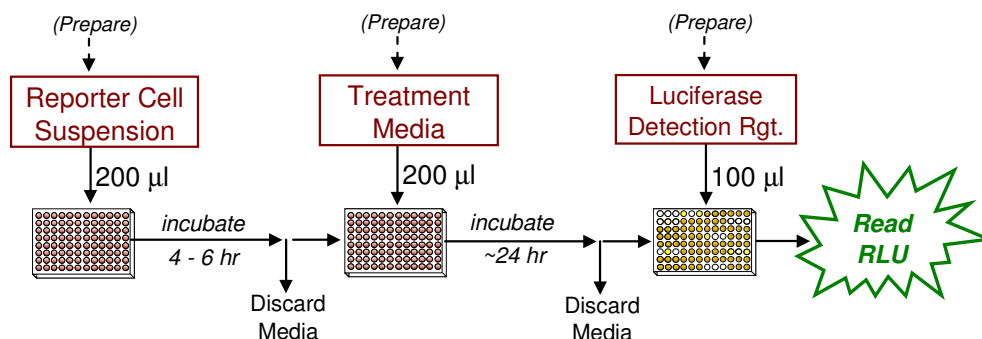 (Prepare)
(Prepare)
(Prepare)
Reporter Cell
Suspension
Treatment
Media
Luciferase
Detection Rgt.
200 μl
200 μl
100 μl
incubate
4 - 6 hr
Discard
Media
incubate
~24 hr
Discard
Media
Read
RLU